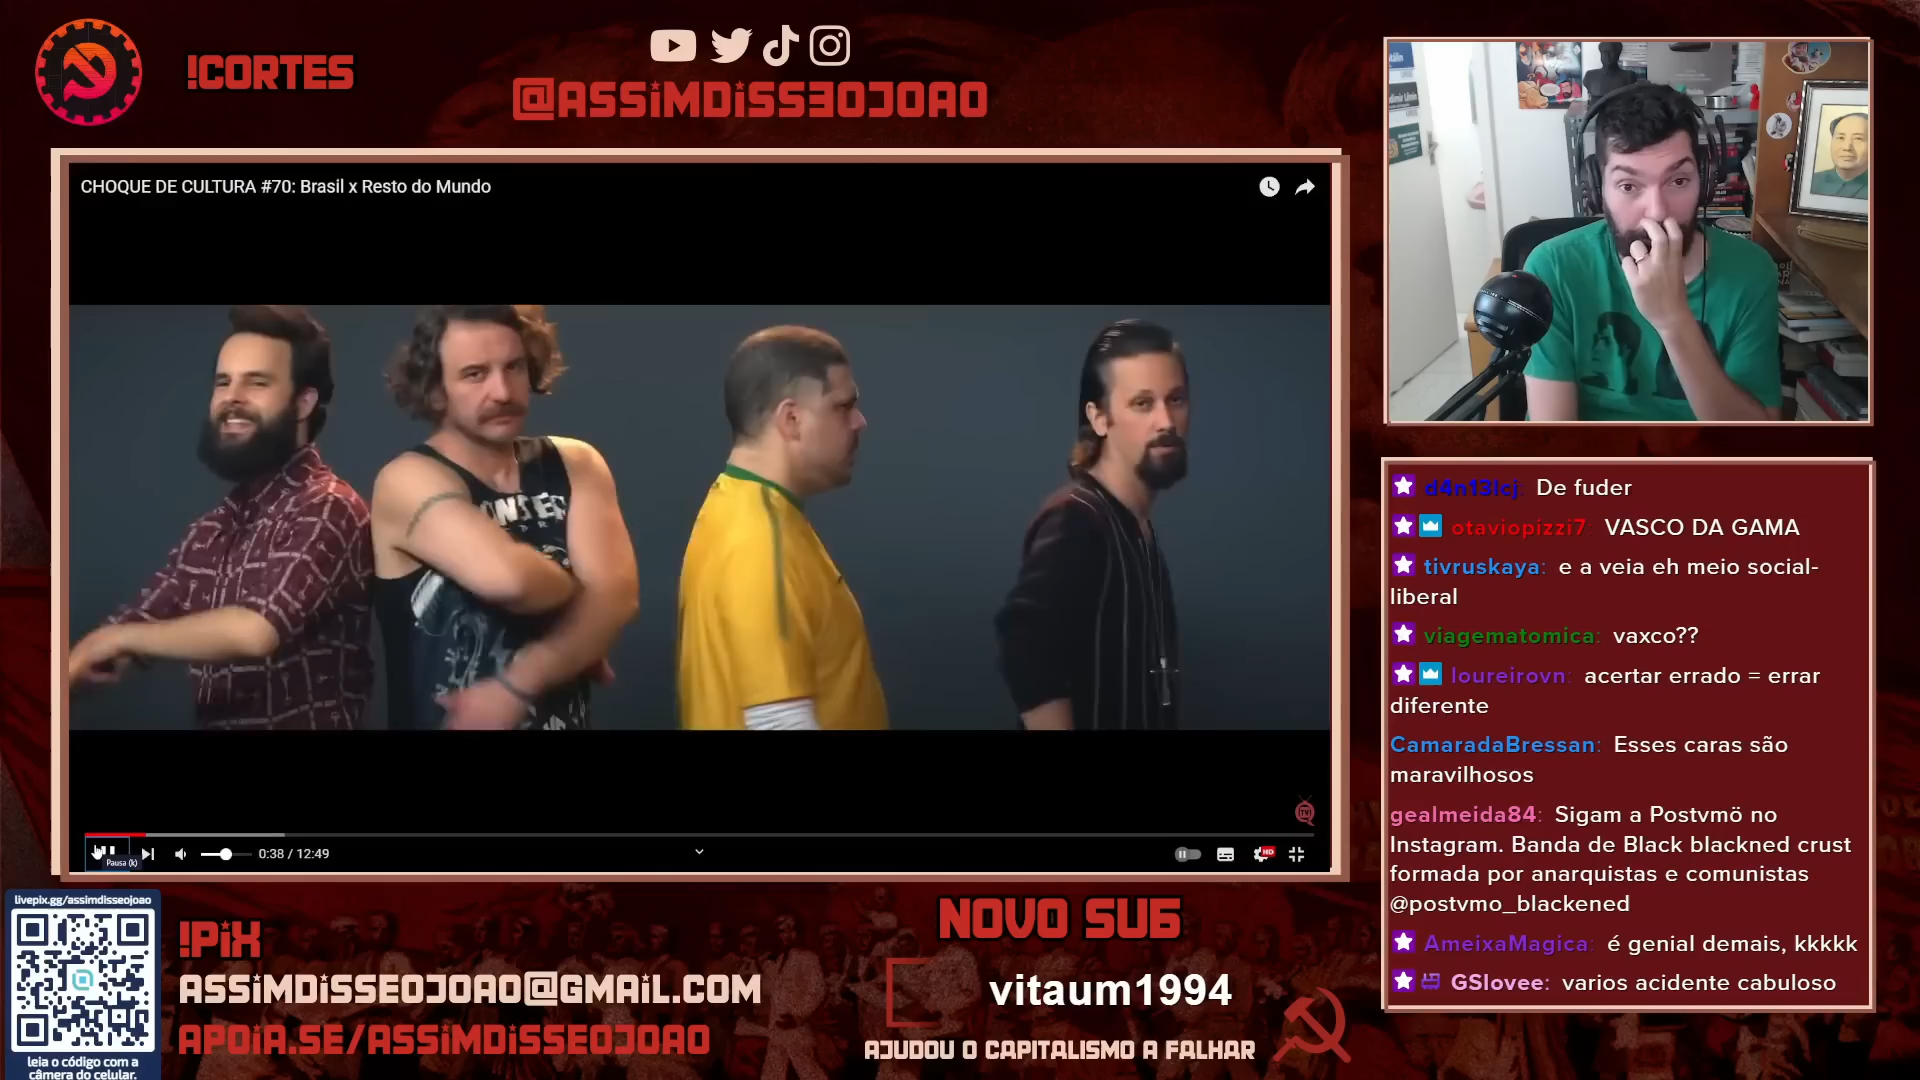 !CORTES
@ASSIMDISSEOJOAO
CHOQUE DE CULTURA #70: Brasil x Resto do Mundo
0:38 / 12:49
Pausa (k)
HD
d4n13lcj: De fuder
otaviopizzi7: VASCO DA GAMA
tivruskaya: e a veia eh meio social-
liberal
viagematomica: vaxco??
loureirovn: acertar errado = errar
diferente
CamaradaBressan: Esses caras são
maravilhosos
gealmeida84: Sigam a Postvmö no
Instagram. Banda de Black blackned crust
formada por anarquistas e comunistas
@postvmo_blackened
AmeixaMagica: é genial demais, kkkkk
GSlovee: varios acidente cabuloso
livepix.gg/assimdisseojoao
leia o código com a
câmera do celular.
!PIX
ASSIMDISSEOJOAO@GMAIL.COM
APOIA.SE/ASSIMDISSEOJOAO
NOVO SUB
vitaum1994
AJUDOU O CAPITALISMO A FALHAR